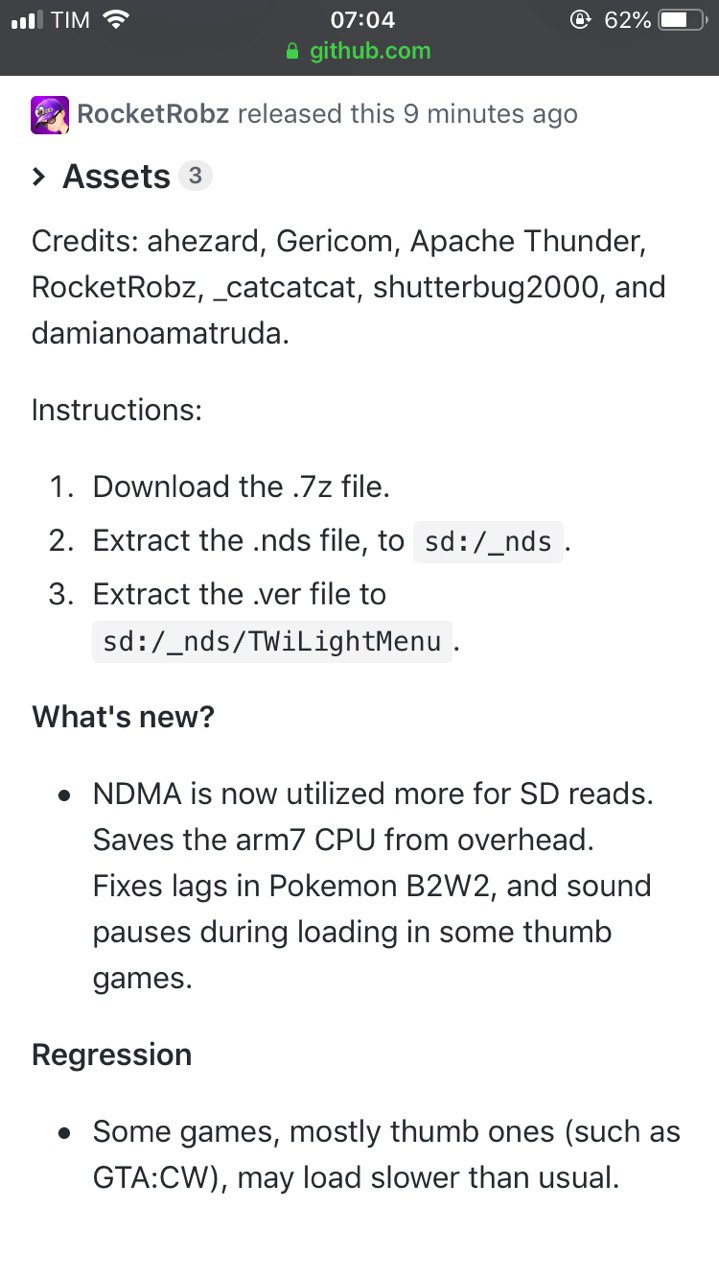 TIM 07:04 62%
github.com
RocketRobz released this 9 minutes ago
Assets 3
Credits: ahezard, Gericom, Apache Thunder,
RocketRobz, _catcatcat, shutterbug2000, and
damianoamatruda.
Instructions:
1. Download the .7z file.
2. Extract the .nds file, to sd:/_nds .
3. Extract the .ver file to
sd:/_nds/TWiLightMenu .
What's new?
• NDMA is now utilized more for SD reads.
Saves the arm7 CPU from overhead.
Fixes lags in Pokemon B2W2, and sound
pauses during loading in some thumb
games.
Regression
• Some games, mostly thumb ones (such as
GTA:CW), may load slower than usual.